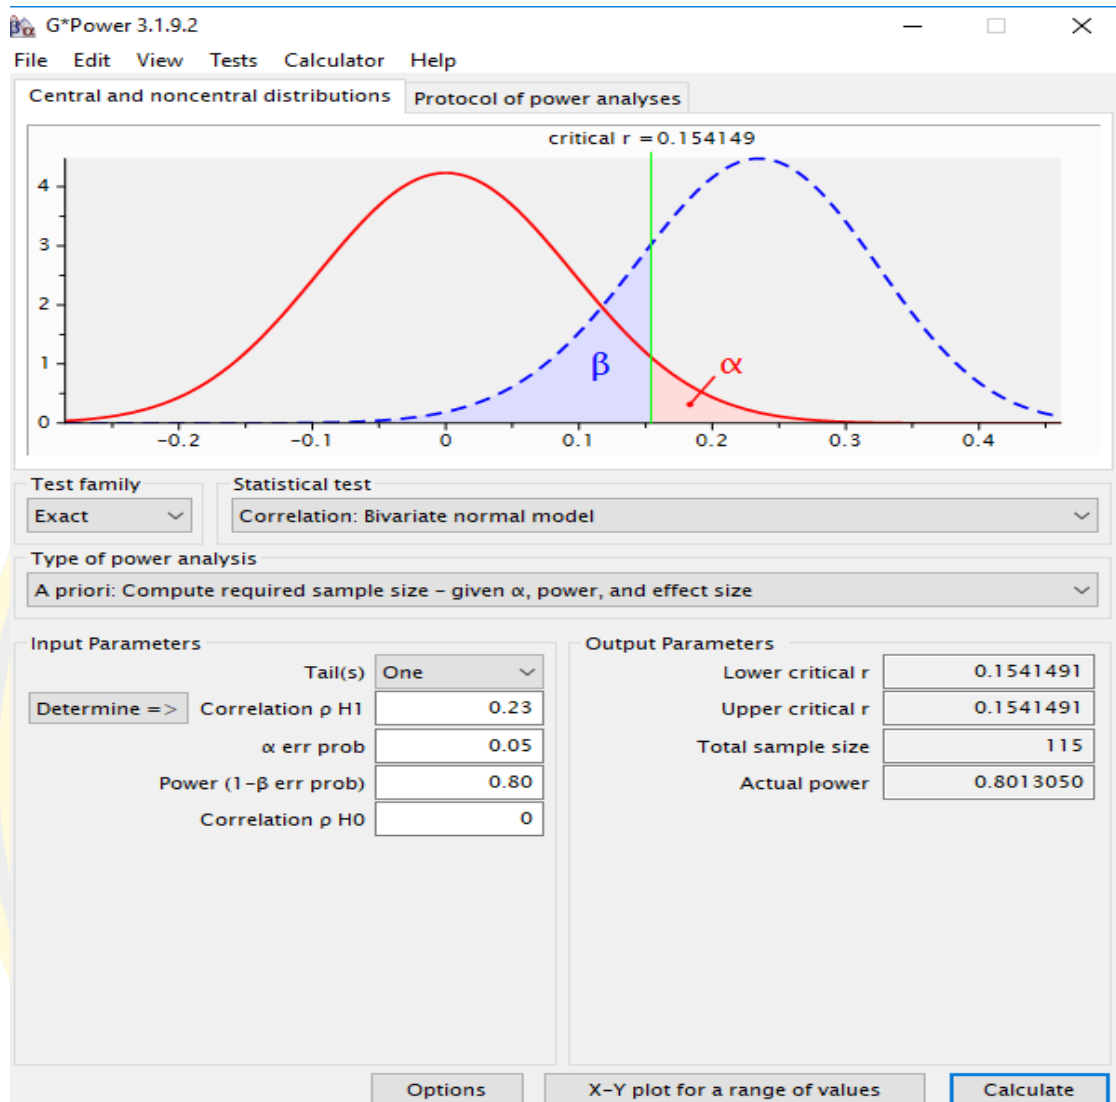 G*Power 3.1.9.2
File Edit View Tests Calculator Help
Central and noncentral distributions Protocol of power analyses
critical r = 0.154149
4
3
2
1
0
β
α
-0.2 -0.1 0 0.1 0.2 0.3 0.4
Test family Statistical test
Exact Correlation: Bivariate normal model
Type of power analysis
A priori: Compute required sample size - given α, power, and effect size
Input Parameters
Tail(s) One
Determine => Correlation ρ H1 0.23
α err prob 0.05
Power (1-β err prob) 0.80
Correlation ρ H0 0
Output Parameters
Lower critical r 0.1541491
Upper critical r 0.1541491
Total sample size 115
Actual power 0.8013050
Options X-Y plot for a range of values Calculate